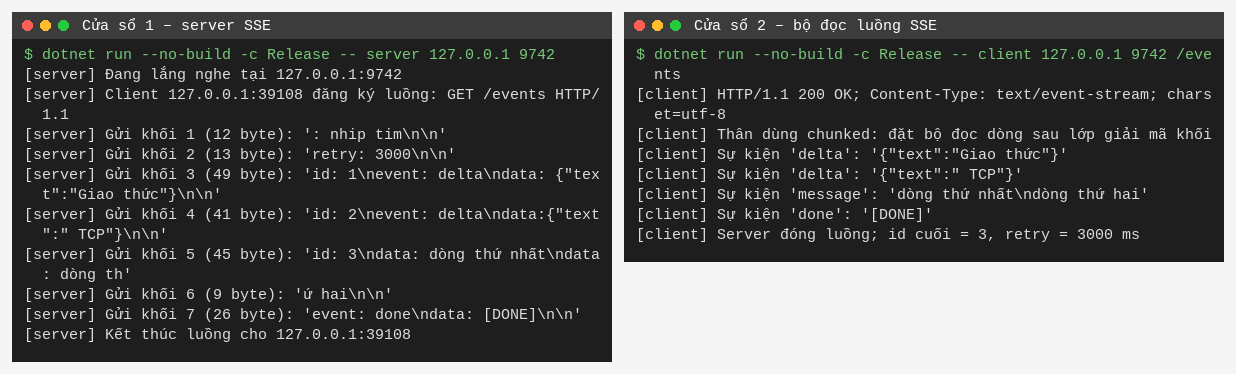 Cửa sổ 1 – server SSE
$ dotnet run --no-build -c Release -- server 127.0.0.1 9742
[server] Đang lắng nghe tại 127.0.0.1:9742
[server] Client 127.0.0.1:39108 đăng ký luồng: GET /events HTTP/
1.1
[server] Gửi khối 1 (12 byte): ': nhip tim\n\n'
[server] Gửi khối 2 (13 byte): 'retry: 3000\n\n'
[server] Gửi khối 3 (49 byte): 'id: 1\nevent: delta\ndata: {"tex
t":"Giao thức"}\n\n'
[server] Gửi khối 4 (41 byte): 'id: 2\nevent: delta\ndata:{"text
":" TCP"}\n\n'
[server] Gửi khối 5 (45 byte): 'id: 3\ndata: dòng thứ nhất\ndata
: dòng th'
[server] Gửi khối 6 (9 byte): 'ứ hai\n\n'
[server] Gửi khối 7 (26 byte): 'event: done\ndata: [DONE]\n\n'
[server] Kết thúc luồng cho 127.0.0.1:39108
Cửa sổ 2 – bộ đọc luồng SSE
$ dotnet run --no-build -c Release -- client 127.0.0.1 9742 /eve
nts
[client] HTTP/1.1 200 OK; Content-Type: text/event-stream; chars
et=utf-8
[client] Thân dùng chunked: đặt bộ đọc dòng sau lớp giải mã khối
[client] Sự kiện 'delta': '{"text":"Giao thức"}'
[client] Sự kiện 'delta': '{"text":" TCP"}'
[client] Sự kiện 'message': 'dòng thứ nhất\ndòng thứ hai'
[client] Sự kiện 'done': '[DONE]'
[client] Server đóng luồng; id cuối = 3, retry = 3000 ms